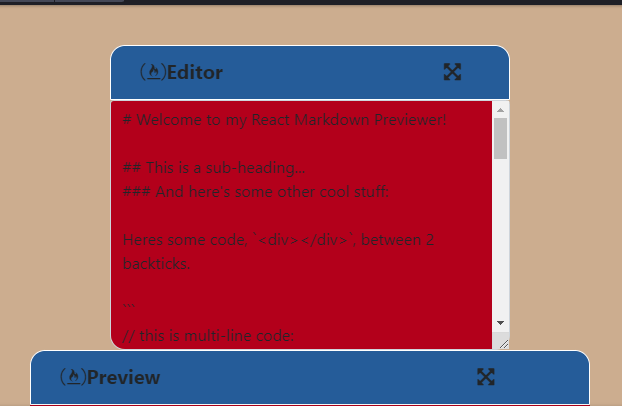 Editor
# Welcome to my React Markdown Previewer!
## This is a sub-heading...
### And here's some other cool stuff:
Heres some code, `<div></div>`, between 2
backticks.
```
// this is multi-line code:
Preview